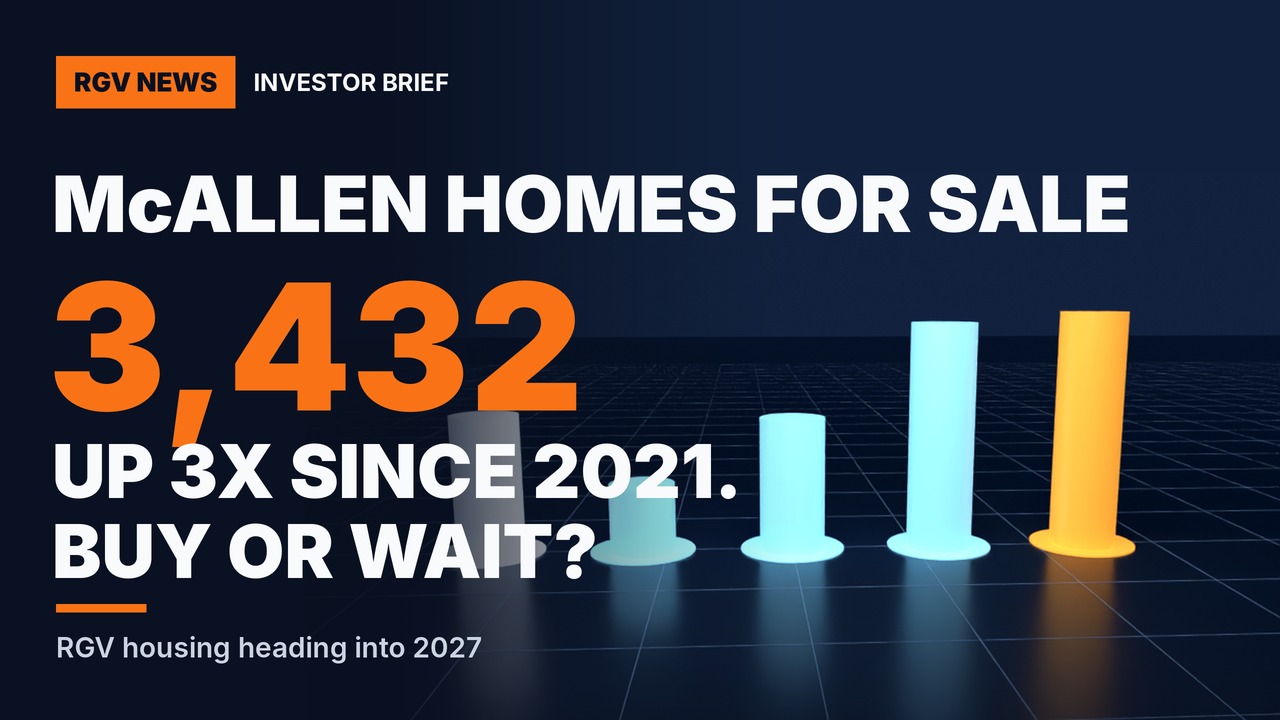 RGV NEWS INVESTOR BRIEF
McALLEN HOMES FOR SALE
3,432
UP 3X SINCE 2021.
BUY OR WAIT?
RGV housing heading into 2027